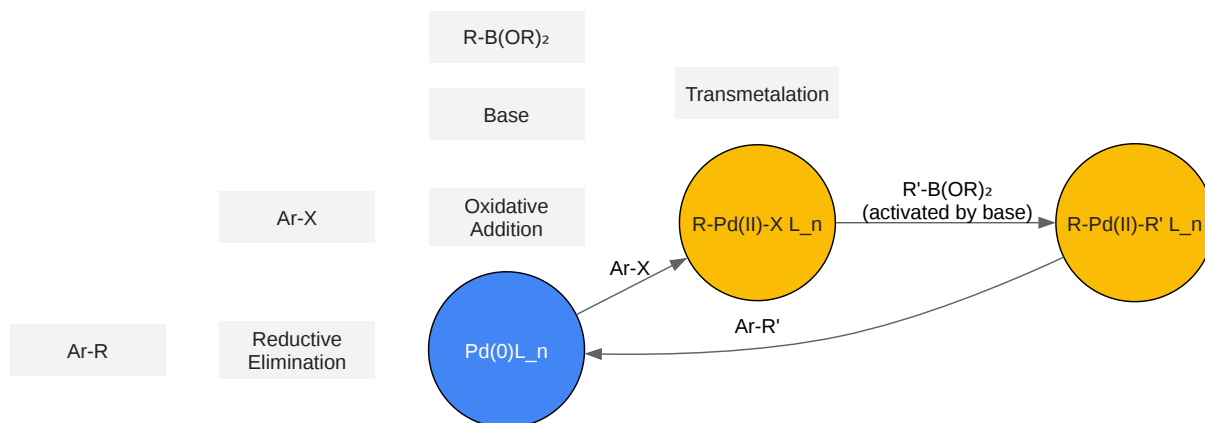 R-B(OR)₂
Base
Transmetalation
Ar-X
Oxidative
Addition
R-Pd(II)-X L_n
R'-B(OR)₂
(activated by base)
R-Pd(II)-R' L_n
Ar-X
Ar-R
Reductive
Elimination
Pd(0)L_n
Ar-R'